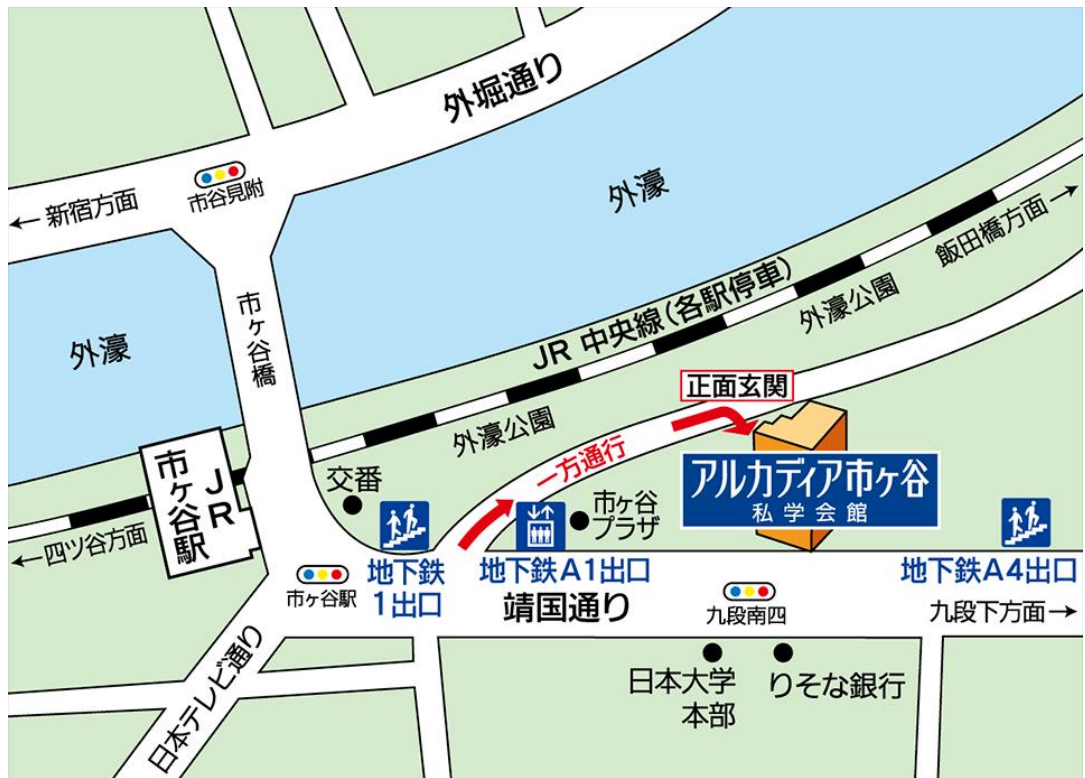 外堀通り
市谷見附
← 新宿方面
外濠
飯田橋方面 →
市ヶ谷橋
外濠
JR 中央線(各駅停車)
外濠公園
正面玄関
外濠公園
一方通行
JR
市ヶ谷駅
交番
市ヶ谷
プラザ
アルカディア市ヶ谷
私学会館
← 四ツ谷方面
地下鉄
1出口
地下鉄A1出口
地下鉄A4出口
市ヶ谷駅
靖国通り
九段南四
九段下方面 →
日本テレビ通り
日本大学
本部
りそな銀行